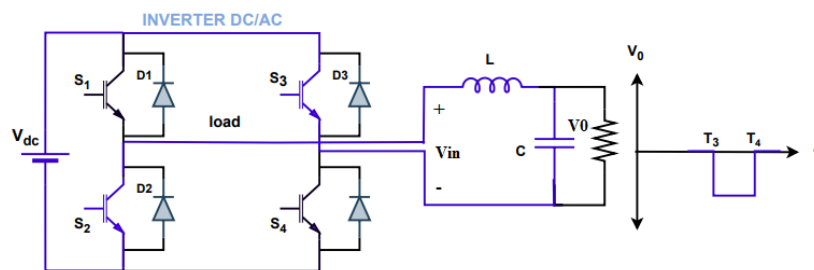 INVERTER DC/AC
V0
S1
D1
S3
D3
L
load
+
Vdc
Vin
C
V0
T3
T4
D2
-
S2
S4